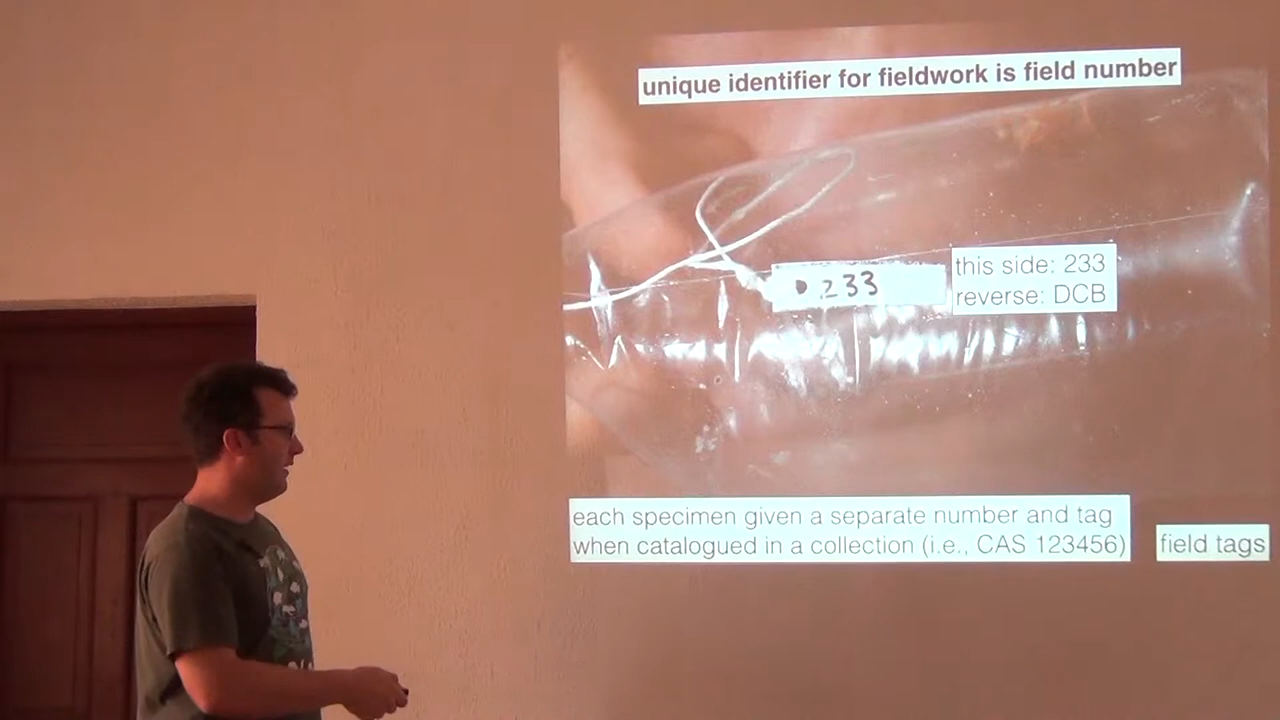 unique identifier for fieldwork is field number
233
this side: 233
reverse: DCB
each specimen given a separate number and tag
when catalogued in a collection (i.e., CAS 123456)
field tags